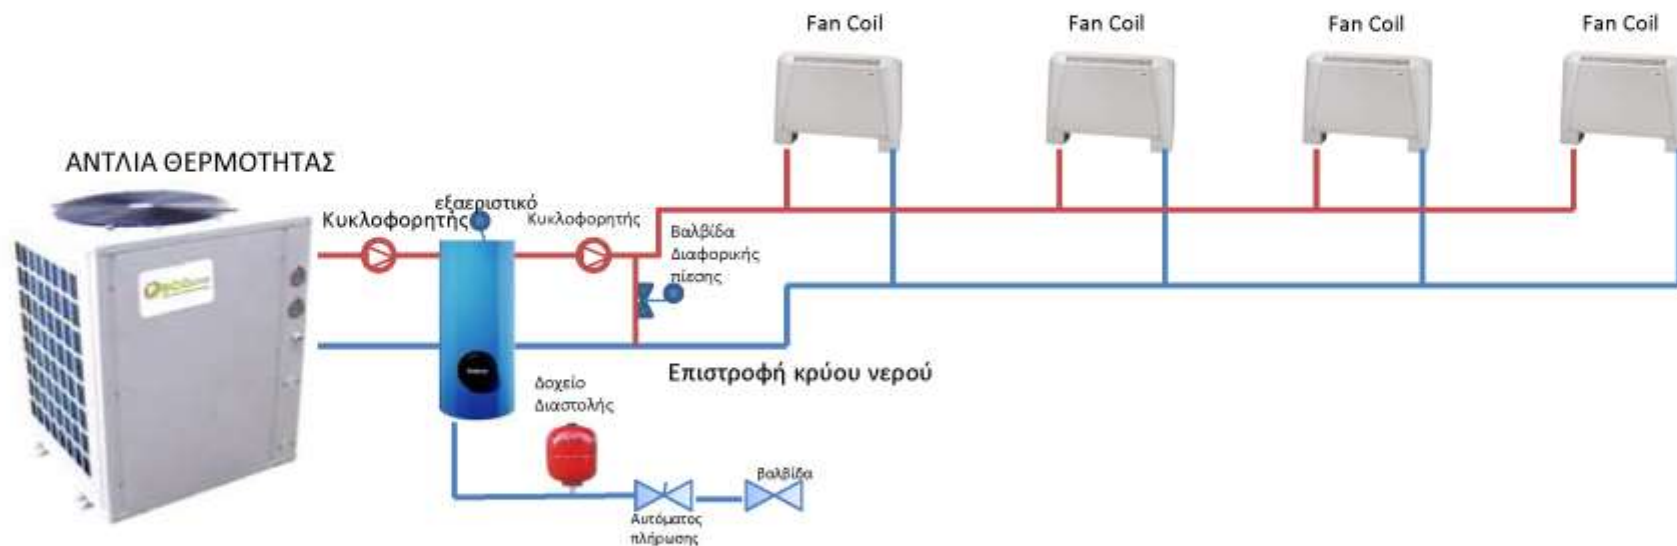 Fan Coil
Fan Coil
Fan Coil
Fan Coil
ΑΝΤΛΙΑ ΘΕΡΜΟΤΗΤΑΣ
εξαεριστικό
Κυκλοφορητής
Κυκλοφορητής
Βαλβίδα
Διαφορικής
πίεσης
Επιστροφή κρύου νερού
Δοχείο
Διαστολής
βαλβίδα
Αυτόματος
πλήρωσης